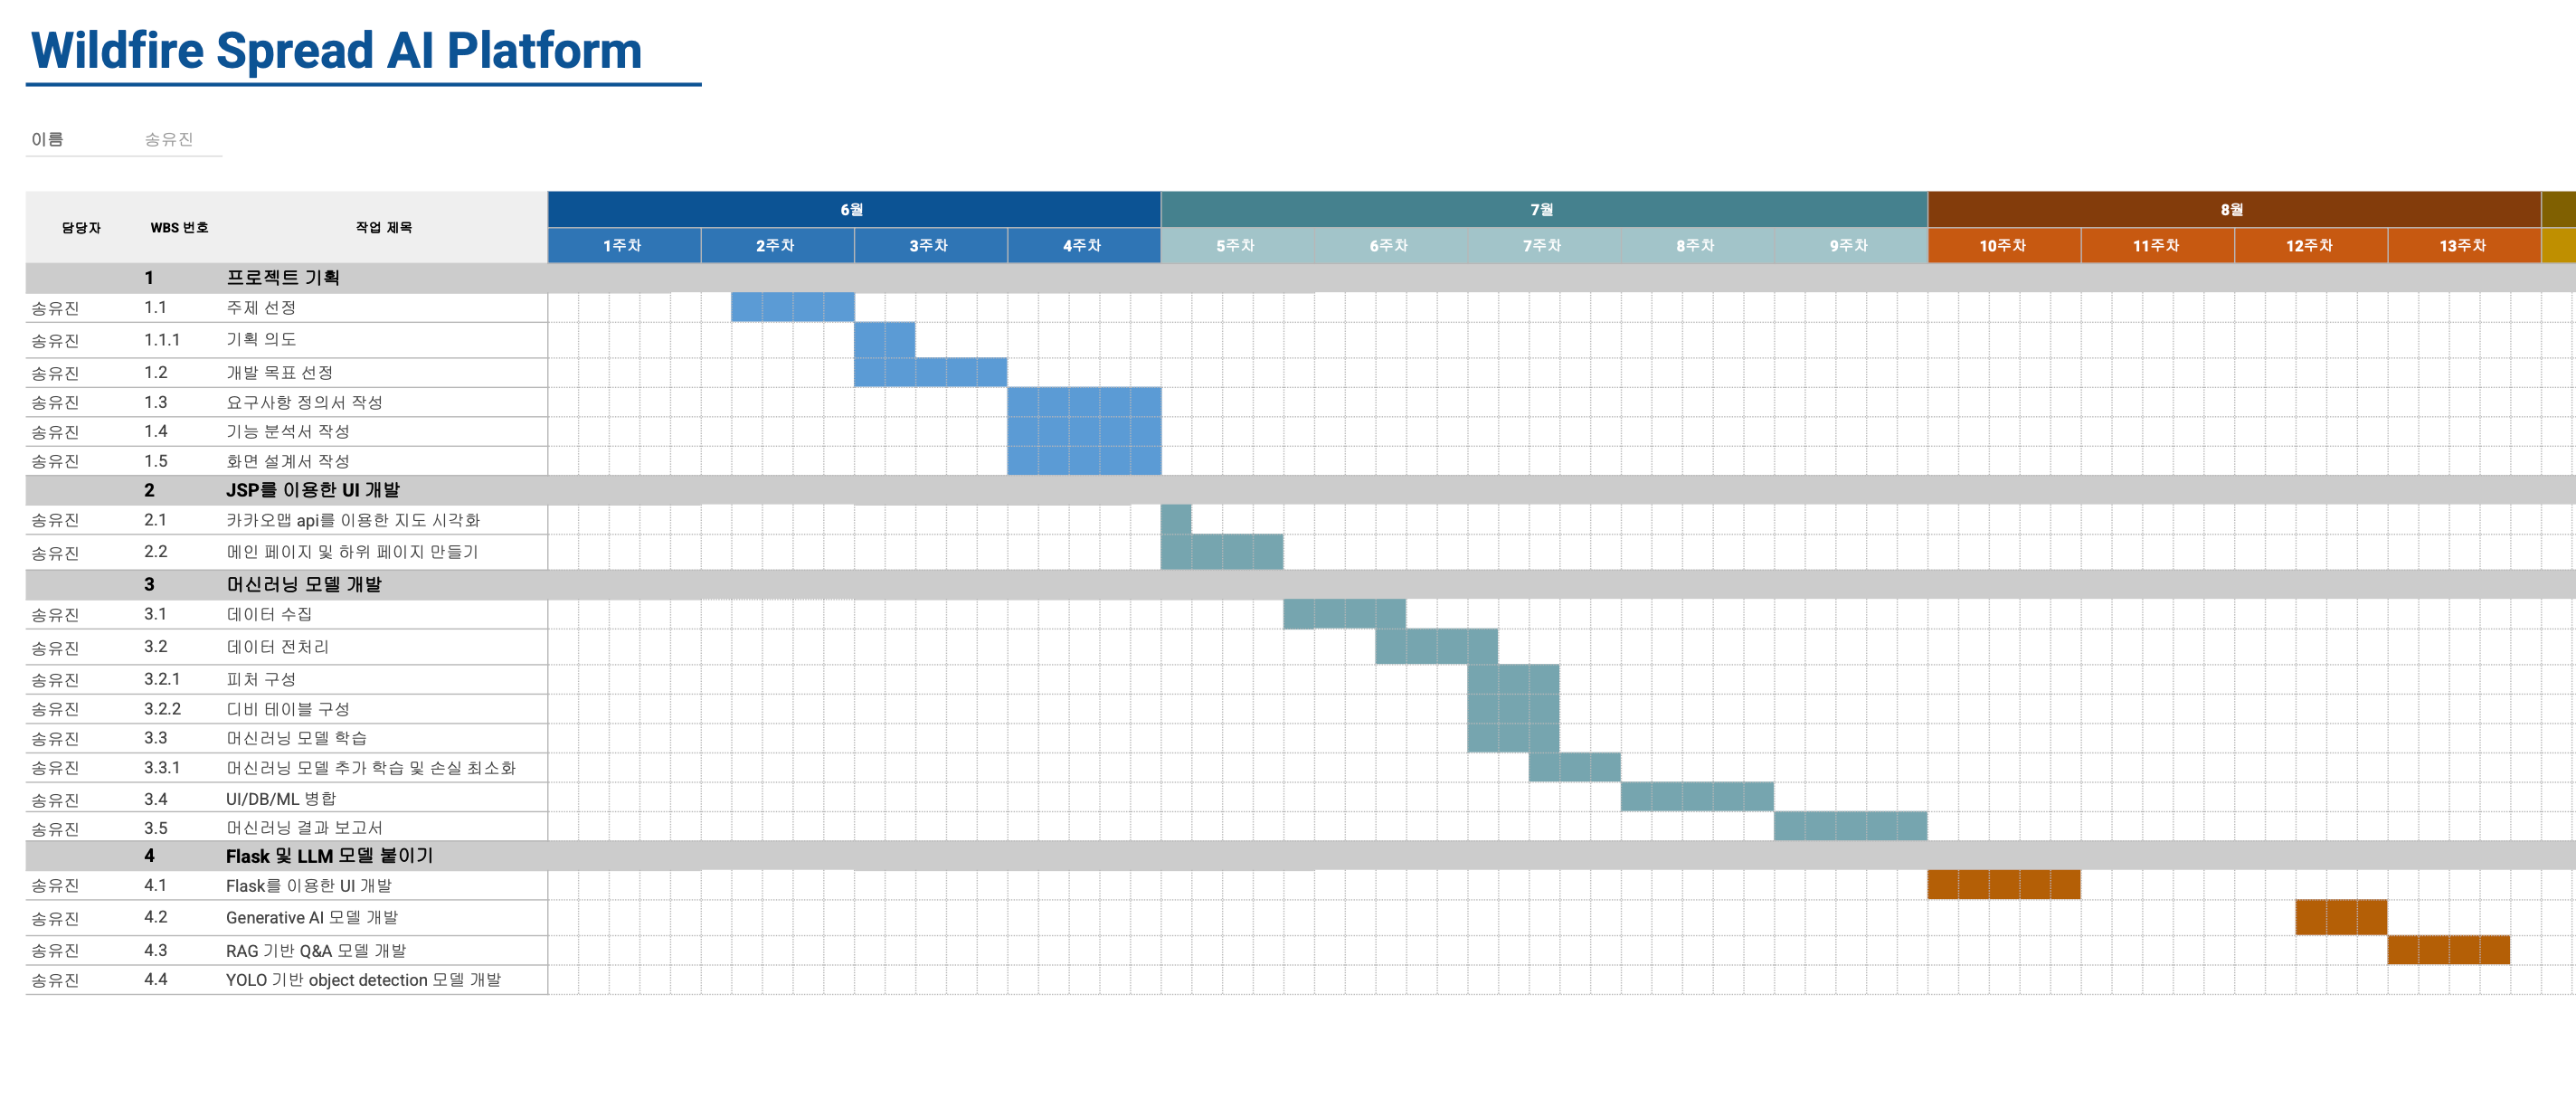 Wildfire Spread AI Platform
이름 송유진
담당자 WBS 번호 작업 제목 6월 7월 8월
1주차 2주차 3주차 4주차 5주차 6주차 7주차 8주차 9주차 10주차 11주차 12주차 13주차
1 프로젝트 기획
송유진 1.1 주제 선정
송유진 1.1.1 기획 의도
송유진 1.2 개발 목표 선정
송유진 1.3 요구사항 정의서 작성
송유진 1.4 기능 분석서 작성
송유진 1.5 화면 설계서 작성
2 JSP를 이용한 UI 개발
송유진 2.1 카카오맵 api를 이용한 지도 시각화
송유진 2.2 메인 페이지 및 하위 페이지 만들기
3 머신러닝 모델 개발
송유진 3.1 데이터 수집
송유진 3.2 데이터 전처리
송유진 3.2.1 피처 구성
송유진 3.2.2 디비 테이블 구성
송유진 3.3 머신러닝 모델 학습
송유진 3.3.1 머신러닝 모델 추가 학습 및 손실 최소화
송유진 3.4 UI/DB/ML 병합
송유진 3.5 머신러닝 결과 보고서
4 Flask 및 LLM 모델 붙이기
송유진 4.1 Flask를 이용한 UI 개발
송유진 4.2 Generative AI 모델 개발
송유진 4.3 RAG 기반 Q&A 모델 개발
송유진 4.4 YOLO 기반 object detection 모델 개발